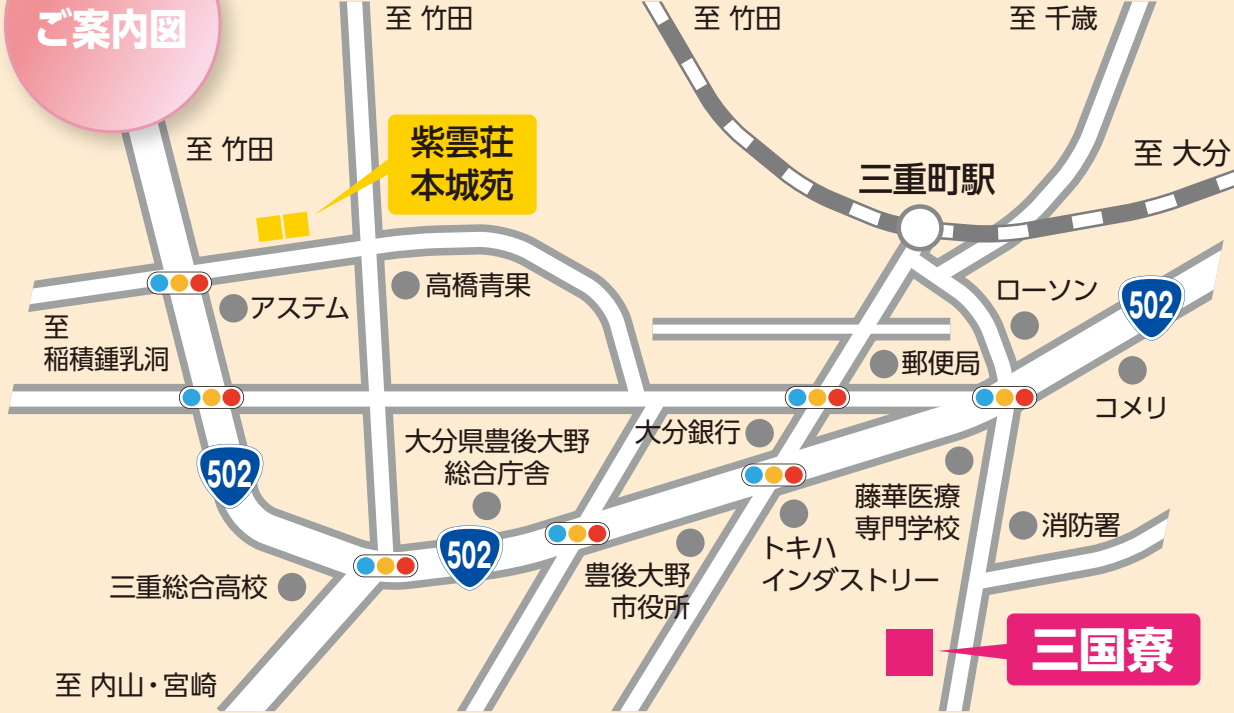 ご案内図
至 竹田
至 竹田
至 千歳
至 竹田
紫雲荘
本城苑
至 大分
三重町駅
高橋青果
アステム
ローソン
502
至
稲積鍾乳洞
郵便局
コメリ
大分県豊後大野
総合庁舎
大分銀行
502
藤華医療
専門学校
消防署
502
トキハ
インダストリー
豊後大野
市役所
三重総合高校
三国寮
至 内山・宮崎